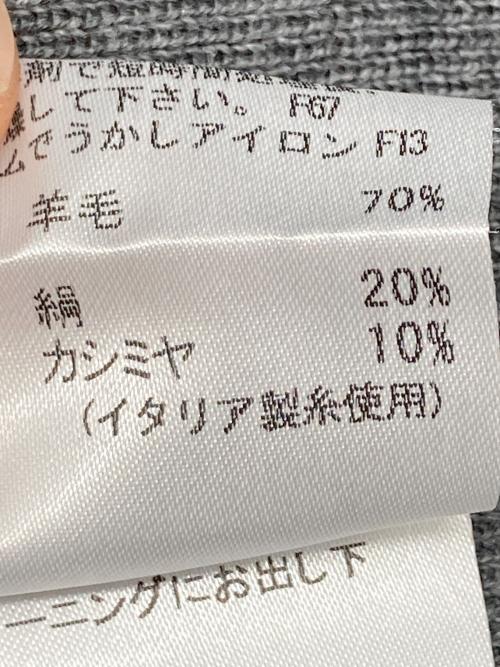 剤で短時間
燥して下さい。 F67
ムでうかしアイロン F13
羊毛 70%
絹 20%
カシミヤ 10%
(イタリア製糸使用)
ーニングにお出し下